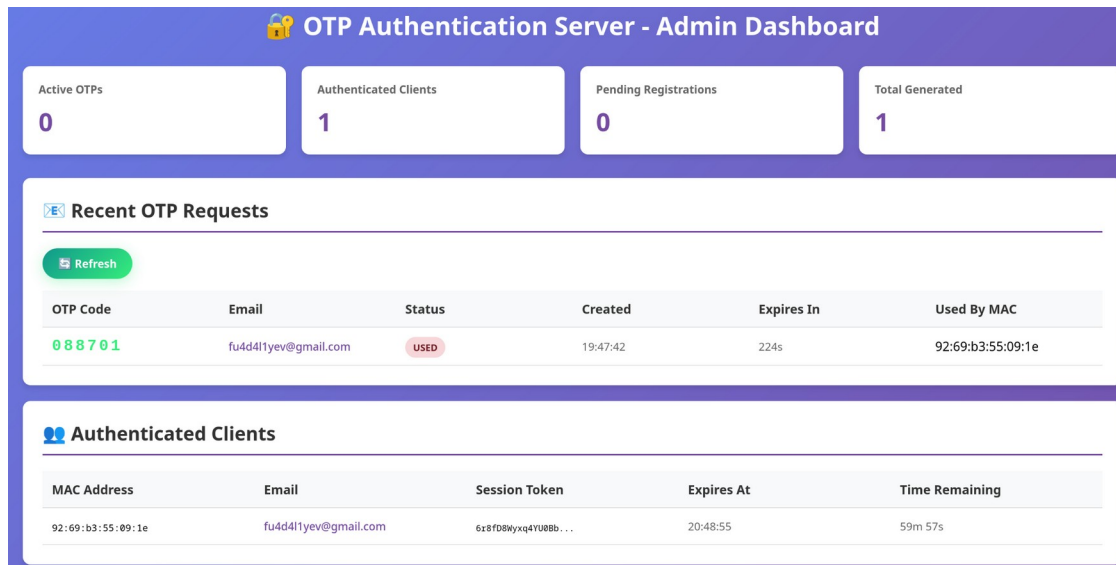 🔐 OTP Authentication Server - Admin Dashboard
Active OTPs Authenticated Clients Pending Registrations Total Generated
0 1 0 1
📧 Recent OTP Requests
🔄 Refresh
OTP Code Email Status Created Expires In Used By MAC
088701 fu4d4l1yev@gmail.com USED 19:47:42 224s 92:69:b3:55:09:1e
👥 Authenticated Clients
MAC Address Email Session Token Expires At Time Remaining
92:69:b3:55:09:1e fu4d4l1yev@gmail.com 6r8fD8Wyxq4YU0Bb... 20:48:55 59m 57s